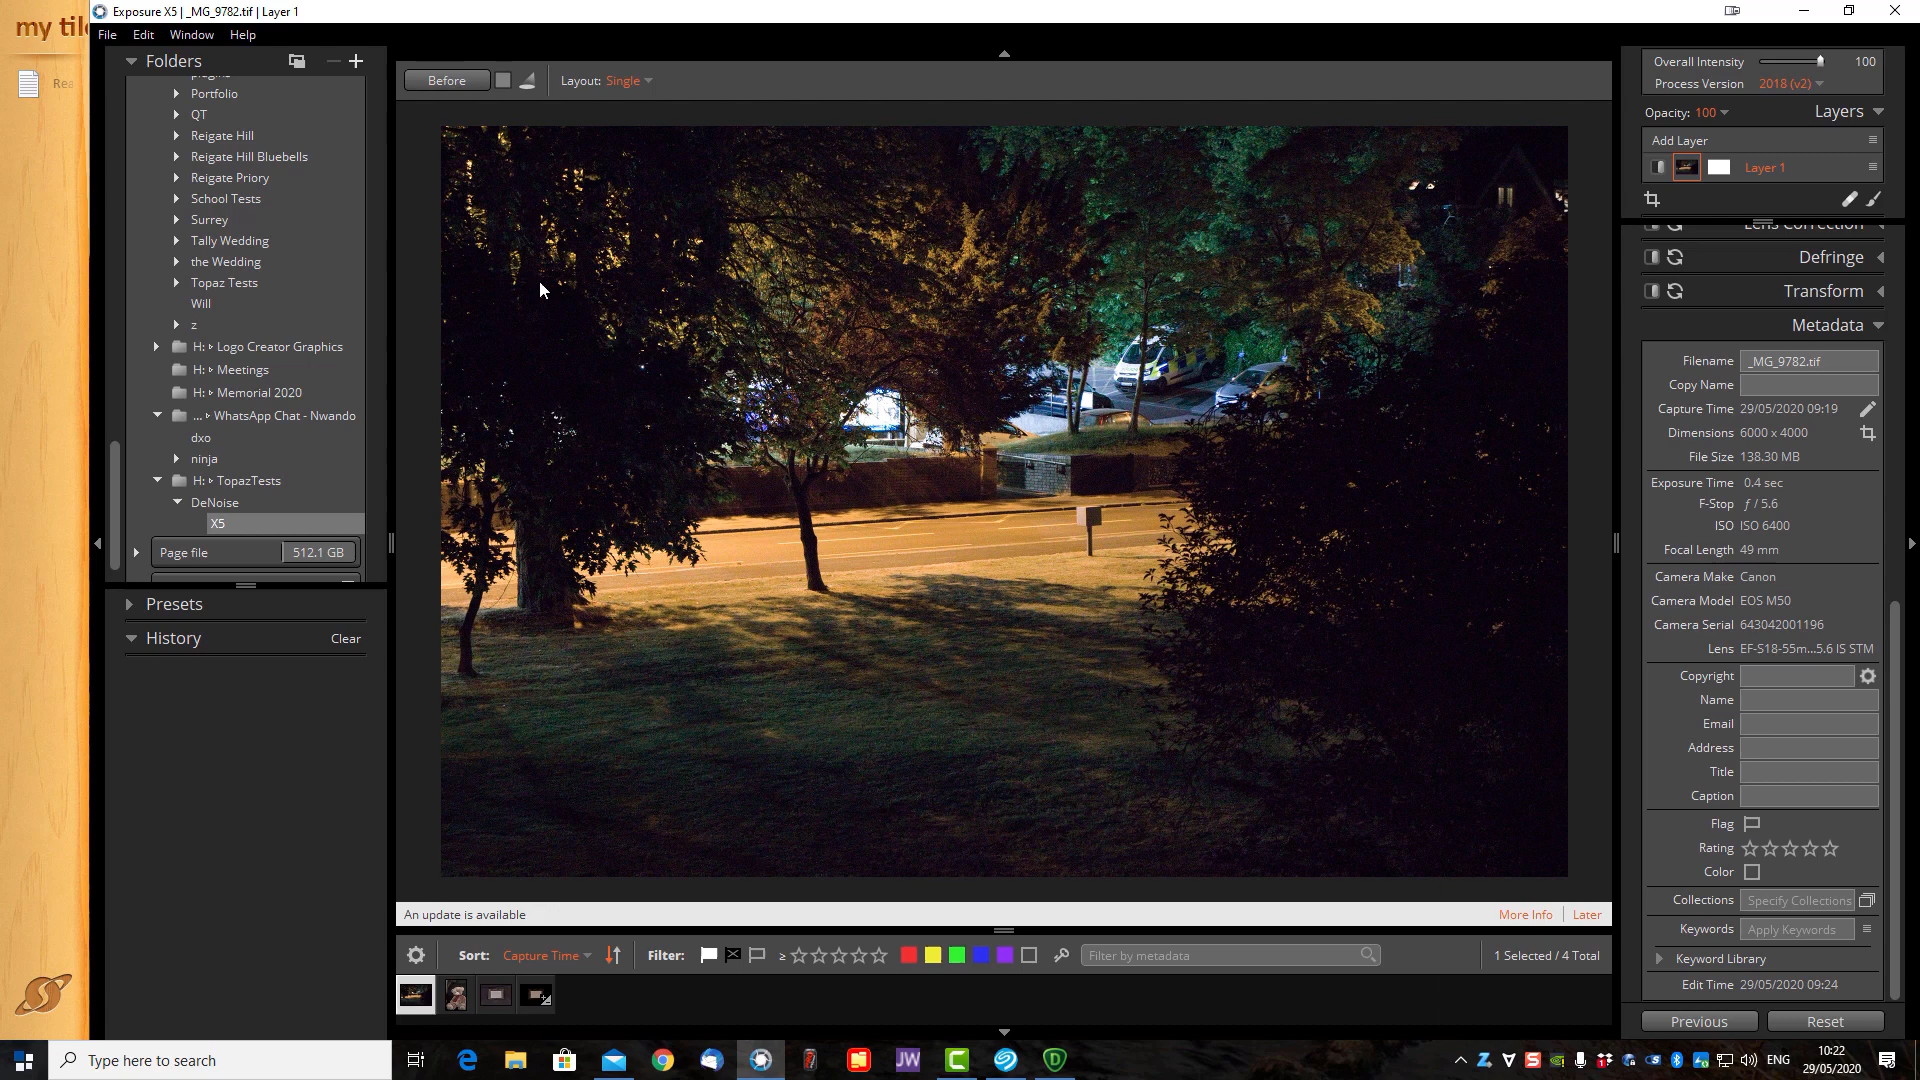 my til
Exposure X5 | _MG_9782.tif | Layer 1
File Edit Window Help
Folders
Portfolio
QT
Reigate Hill
Reigate Hill Bluebells
Reigate Priory
School Tests
Surrey
Tally Wedding
the Wedding
Topaz Tests
Will
z
H: Logo Creator Graphics
H: Meetings
H: Memorial 2020
... WhatsApp Chat - Nwando
dxo
ninja
H: TopazTests
DeNoise
X5
Page file 512.1 GB
Presets
History Clear
Before Layout: Single
An update is available More Info Later
Sort: Capture Time Filter: ≥ Filter by metadata 1 Selected / 4 Total
Overall Intensity 100
Process Version 2018 (v2)
Opacity: 100 Layers
Add Layer
Layer 1
Lens Correction
Defringe
Transform
Metadata
Filename _MG_9782.tif
Copy Name
Capture Time 29/05/2020 09:19
Dimensions 6000 x 4000
File Size 138.30 MB
Exposure Time 0.4 sec
F-Stop ƒ / 5.6
ISO ISO 6400
Focal Length 49 mm
Camera Make Canon
Camera Model EOS M50
Camera Serial 643042001196
Lens EF-S18-55m...5.6 IS STM
Copyright
Name
Email
Address
Title
Caption
Flag
Rating
Color
Collections Specify Collections
Keywords Apply Keywords
Keyword Library
Edit Time 29/05/2020 09:24
Previous Reset
Type here to search
JW
ENG
10:22
29/05/2020